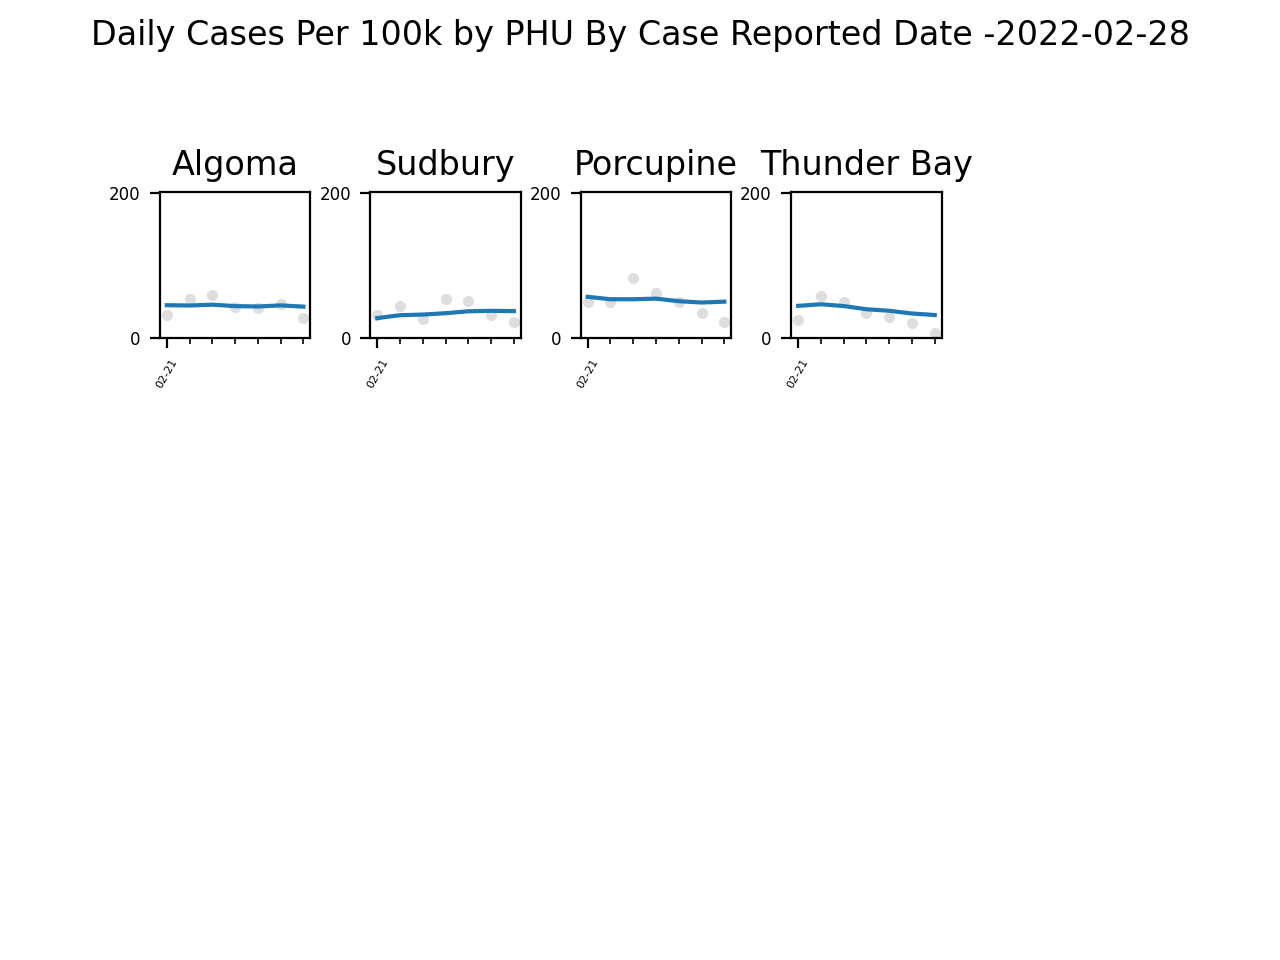 Daily Cases Per 100k by PHU By Case Reported Date -2022-02-28
Algoma Sudbury Porcupine Thunder Bay
200 200 200 200
0 0 0 0
02-21 02-21 02-21 02-21